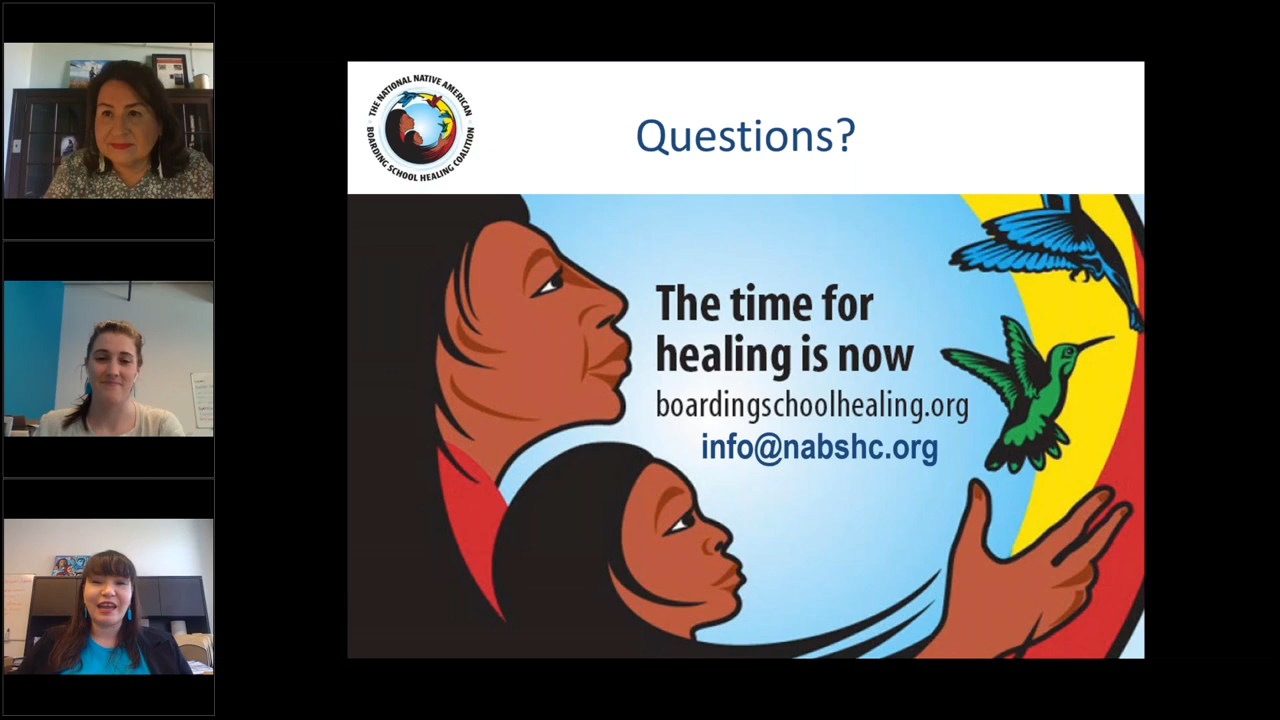 THE NATIONAL NATIVE AMERICAN
BOARDING SCHOOL HEALING COALITION
Questions?
The time for
healing is now
boardingschoolhealing.org
info@nabshc.org